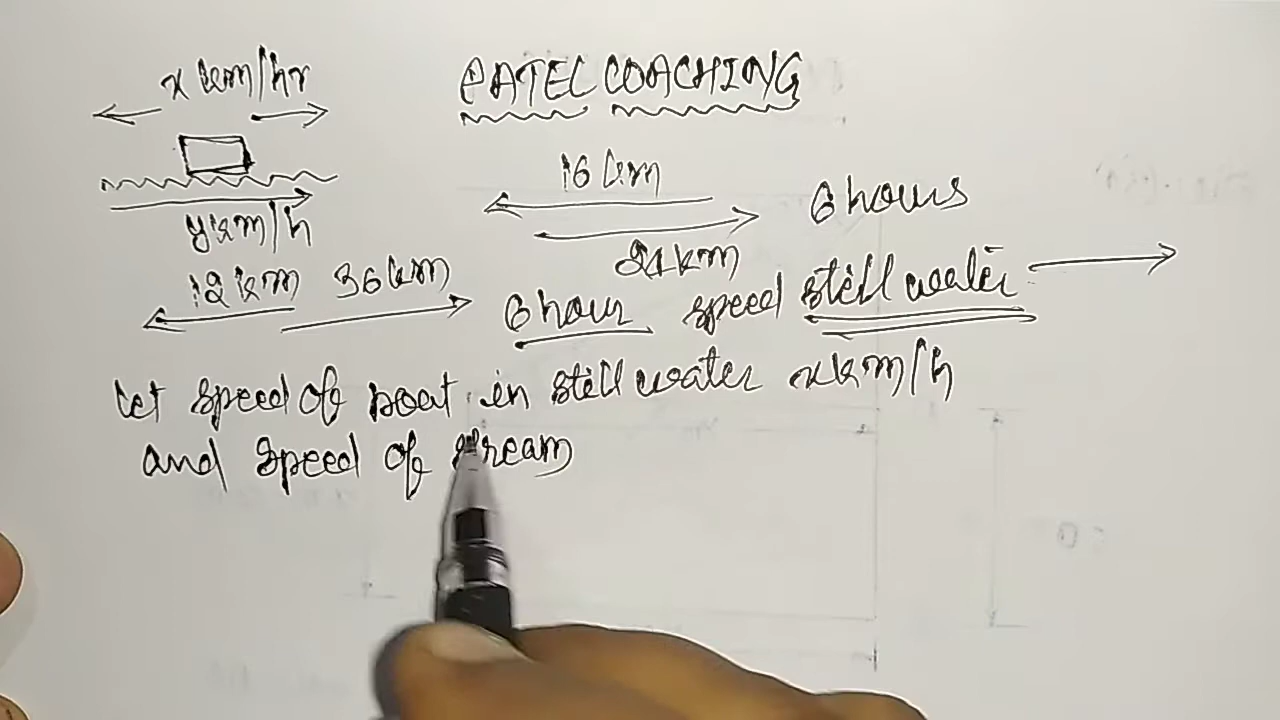 x km/hr
PATEL COACHING
y km/h
16 km
24 km
6 hours
12 km 36 km
6 hour speed still water
let speed of boat in still water x km/h
and speed of stream